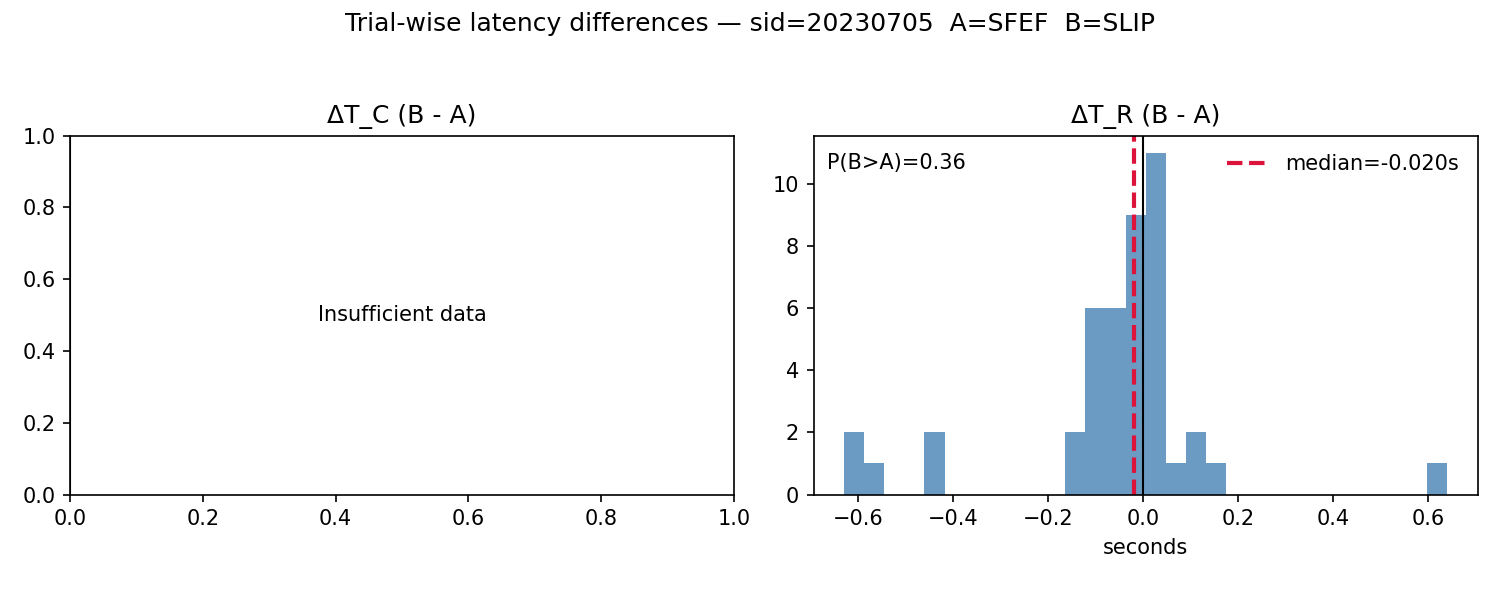 Trial-wise latency differences — sid=20230705  A=SFEF  B=SLIP
ΔT_C (B - A)
1.0
0.8
0.6
0.4
0.2
0.0
Insufficient data
0.0 0.2 0.4 0.6 0.8 1.0
ΔT_R (B - A)
P(B>A)=0.36
median=-0.020s
10
8
6
4
2
0
−0.6 −0.4 −0.2 0.0 0.2 0.4 0.6
seconds